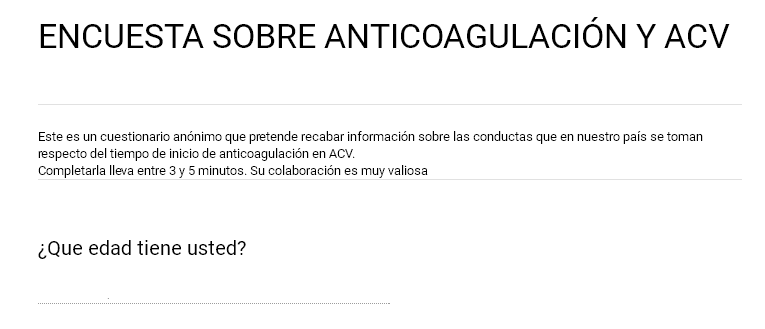 ENCUESTA SOBRE ANTICOAGULACIÓN Y ACV
Este es un cuestionario anónimo que pretende recabar información sobre las conductas que en nuestro país se toman
respecto del tiempo de inicio de anticoagulación en ACV.
Completarla lleva entre 3 y 5 minutos. Su colaboración es muy valiosa
¿Que edad tiene usted?